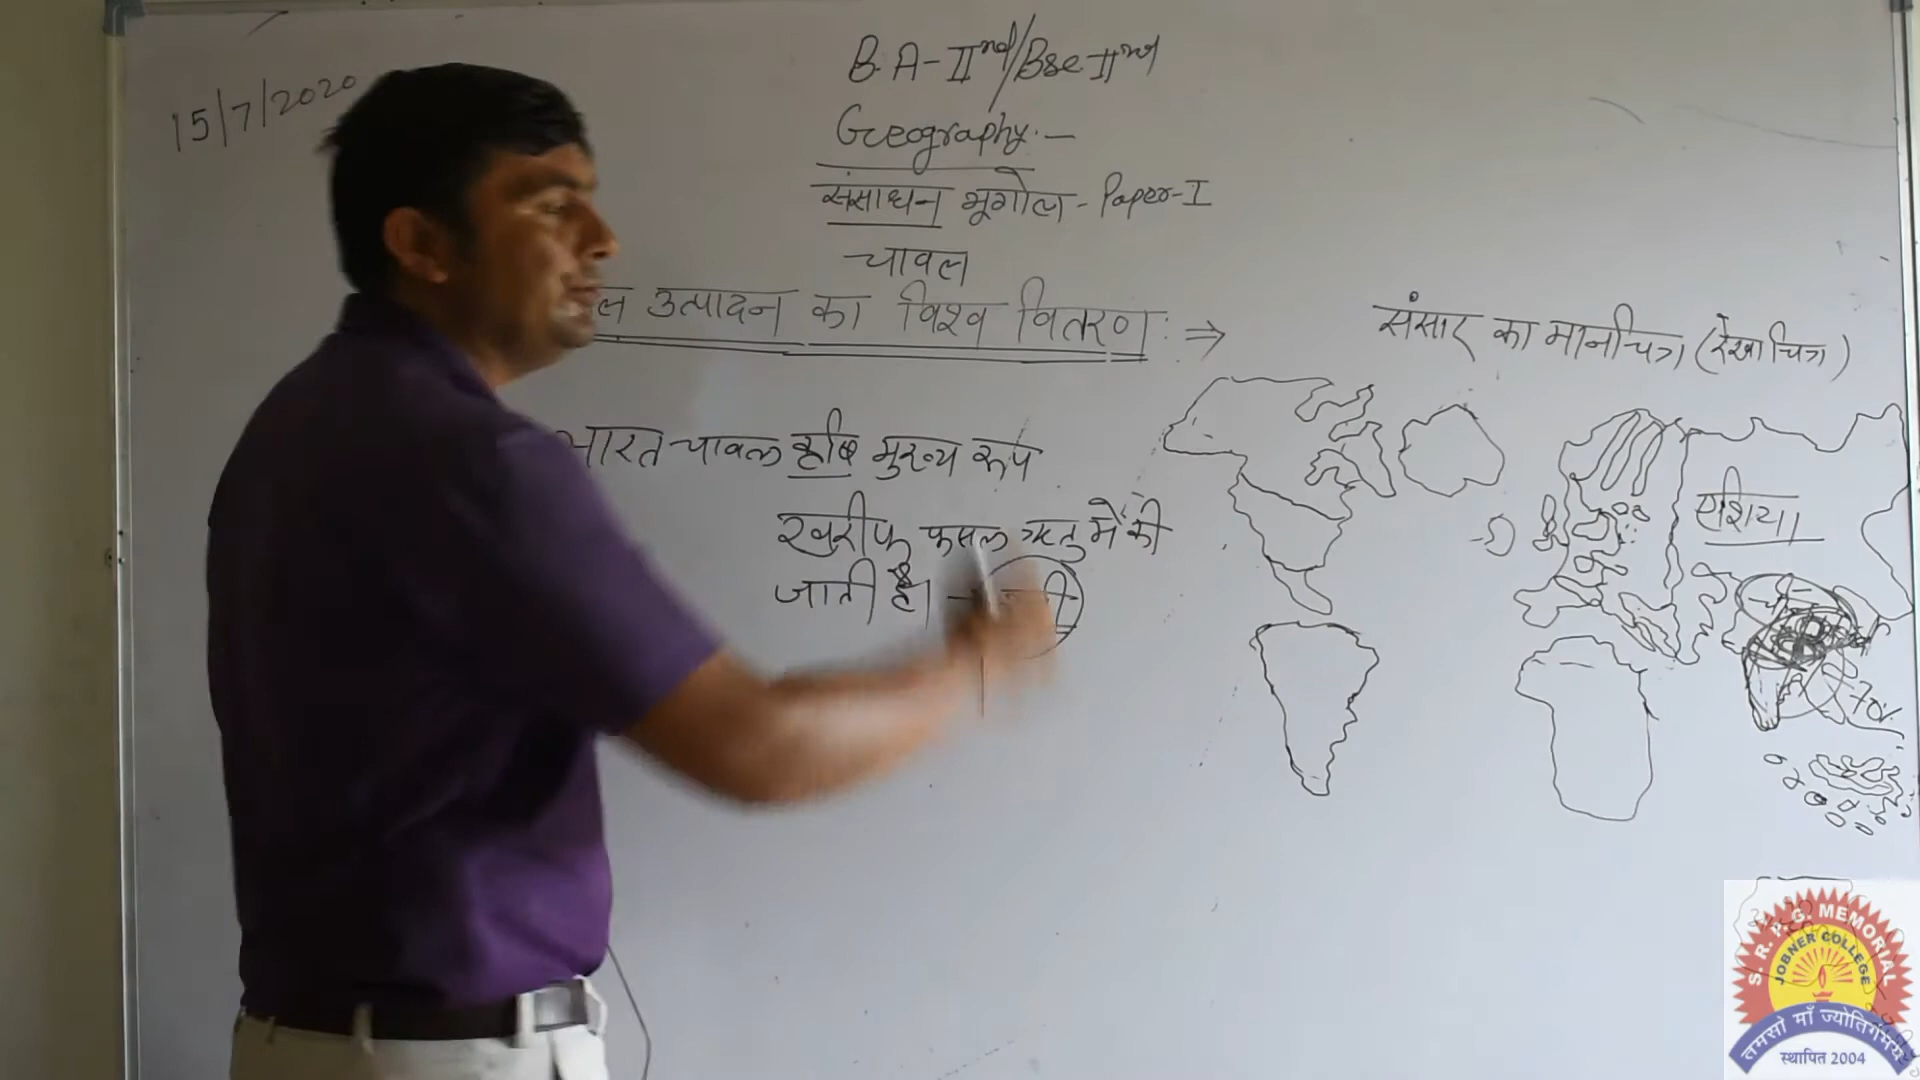 15/7/2020
B.A-IInd/Bsc IInd
Geography:-
संसाधन भूगोल - Paper-I
चावल
उत्पादन का विश्व वितरण: ⇒
संसार का मानचित्र (रेखाचित्र)
भारत चावल कृषि मुख्य रूप
खरीफ फसल ऋतु में की
जाती है।
एशिया
70%
S. R. P. G. MEMORIAL
JOBNER COLLEGE
तमसो माँ ज्योतिर्गमय
स्थापित 2004